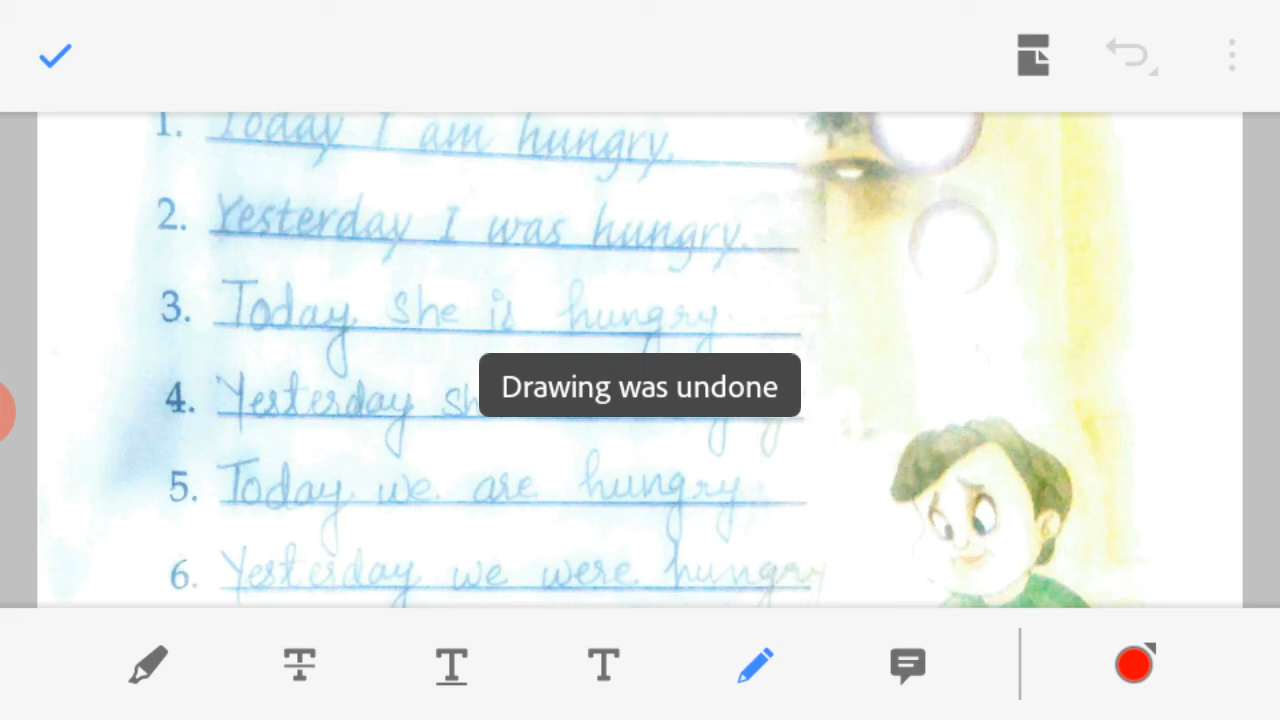 1. Today I am hungry.
2. Yesterday I was hungry.
3. Today she is hungry.
Drawing was undone
4. Yesterday
5. Today we are hungry
6. Yesterday we were hungry